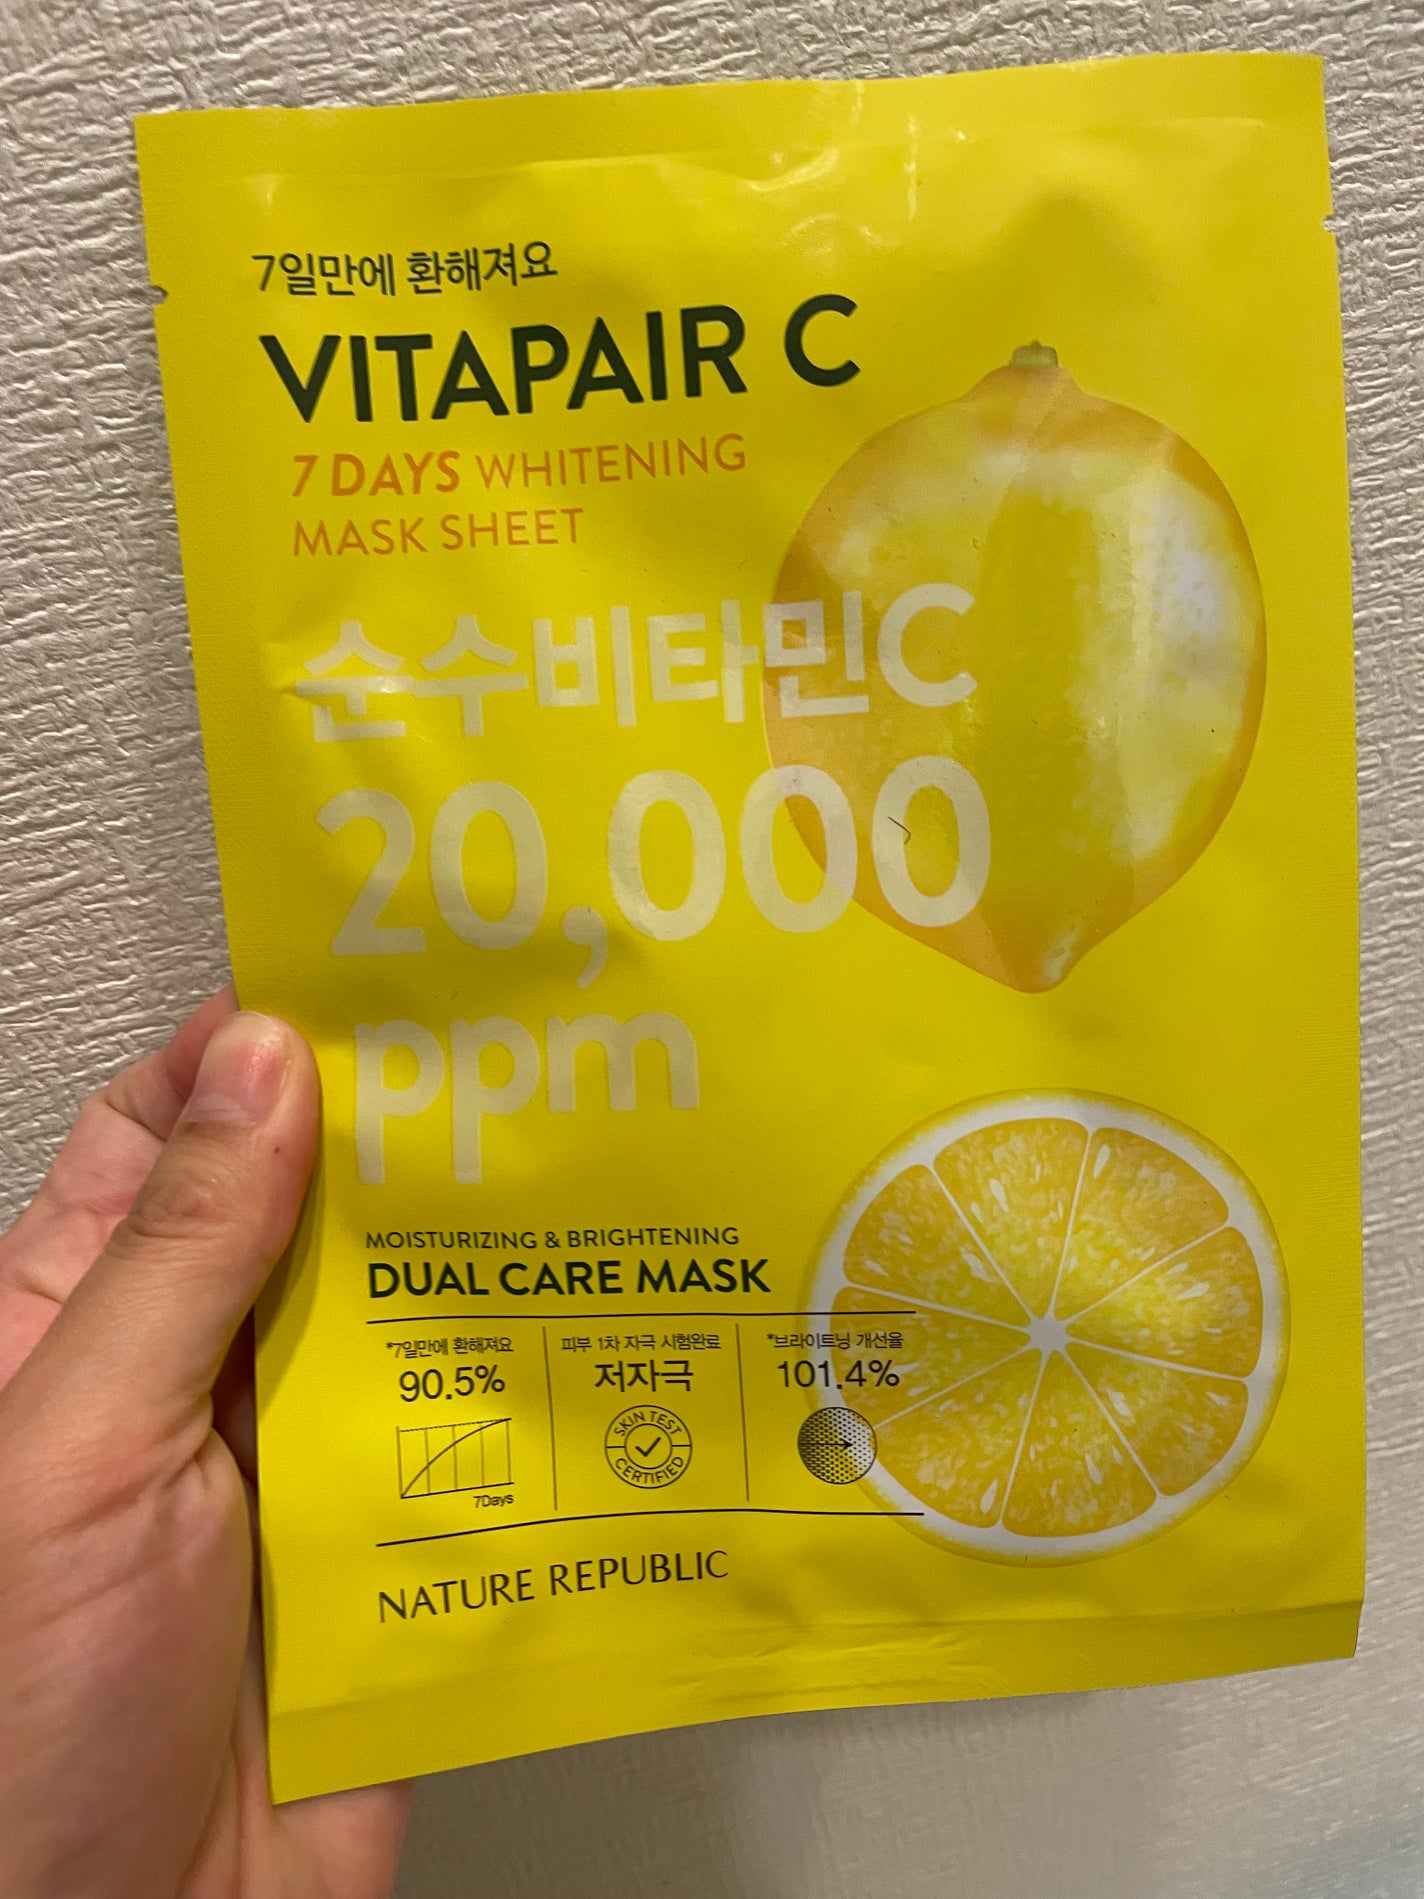 7일만에 환해져요
VITAPAIR C
7 DAYS WHITENING
MASK SHEET
순수비타민C
20,000
ppm
MOISTURIZING & BRIGHTENING
DUAL CARE MASK
*7일만에 환해져요
90.5%
7Days
피부 1차 자극 시험완료
저자극
SKIN TEST
CERTIFIED
*브라이트닝 개선율
101.4%
NATURE REPUBLIC